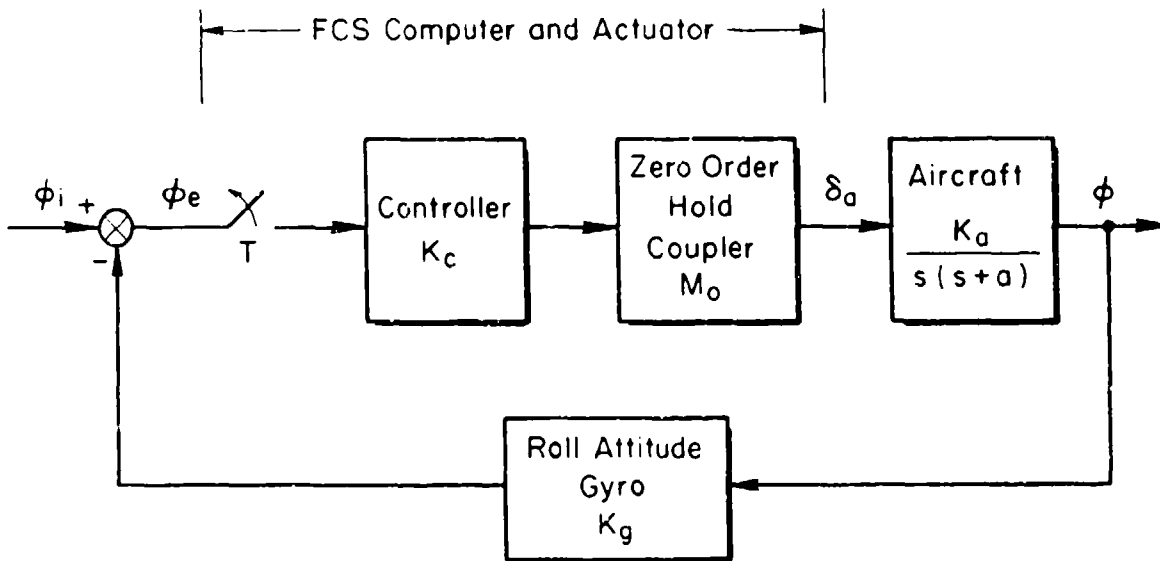 FCS Computer and Actuator
ϕi
+
-
ϕe
T
Controller
Kc
Zero Order
Hold
Coupler
Mo
δa
Aircraft
Ka
s(s+a)
ϕ
Roll Attitude
Gyro
Kg